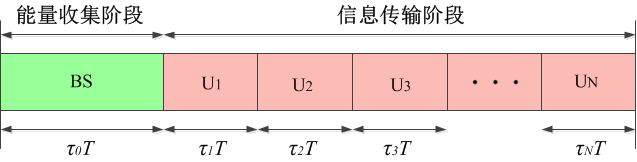 能量收集阶段 信息传输阶段
BS U1 U2 U3 · · · UN
τ0T τ1T τ2T τ3T τNT